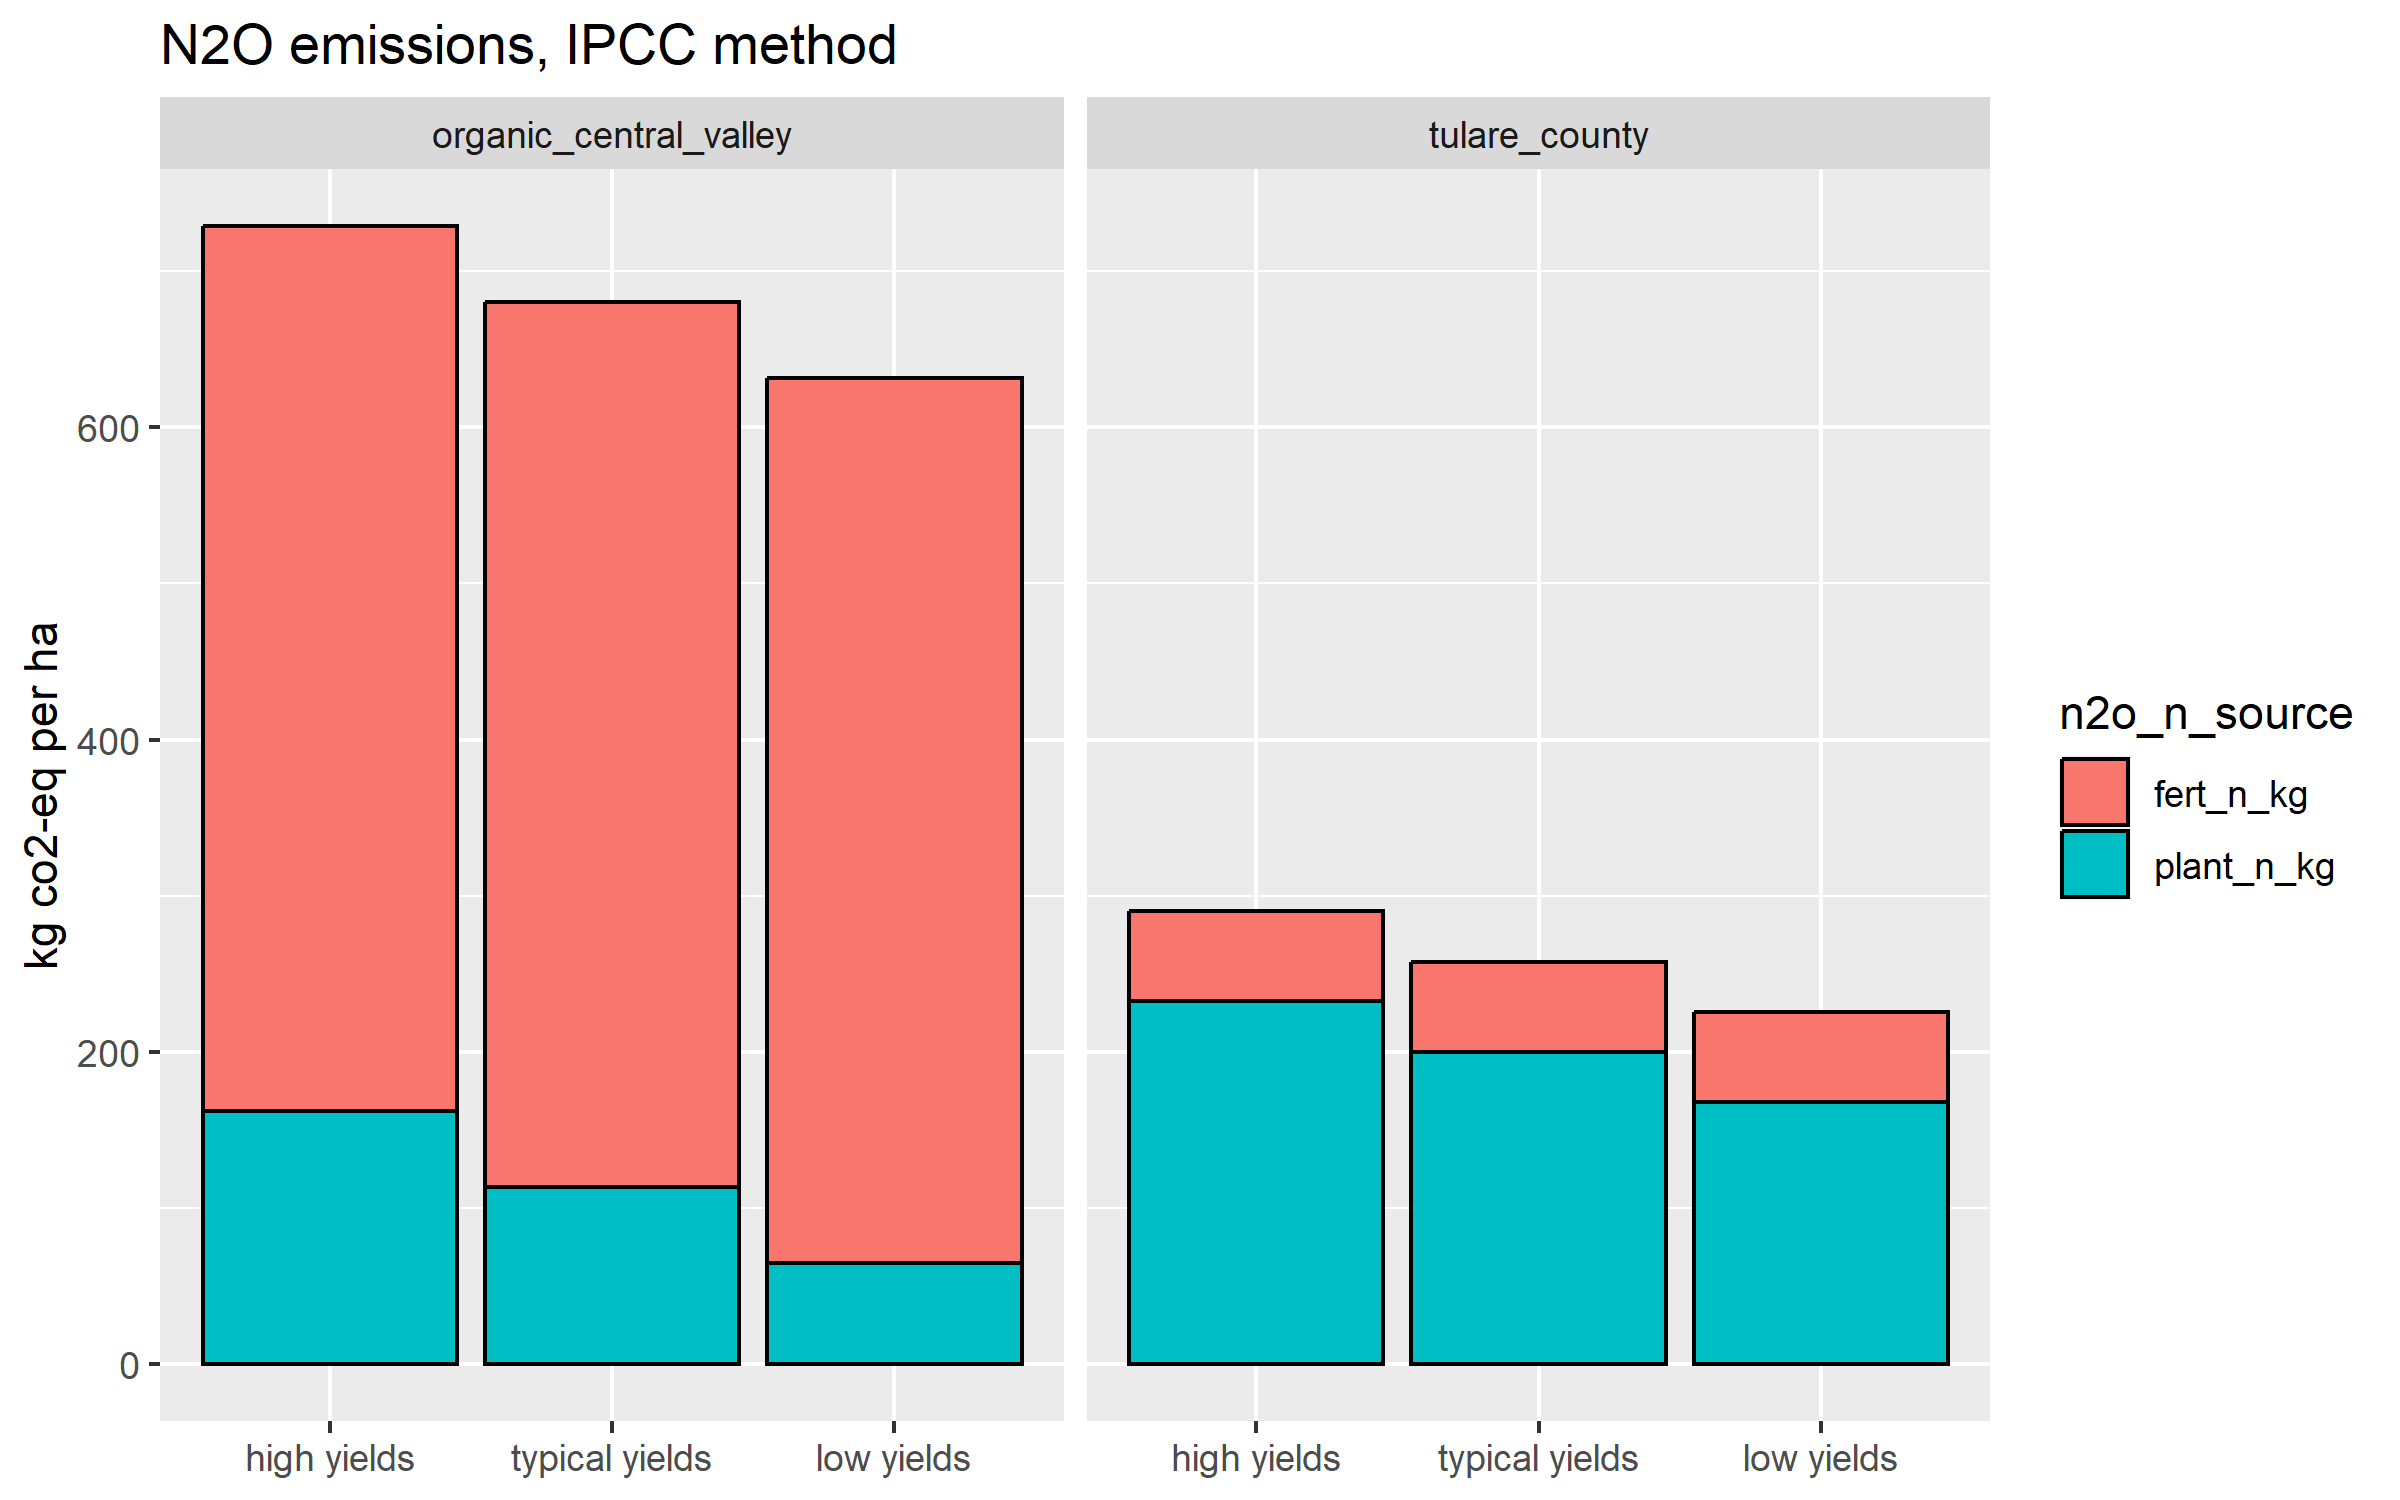 N2O emissions, IPCC method
organic_central_valley
tulare_county
kg co2-eq per ha
600
400
200
0
high yields
typical yields
low yields
high yields
typical yields
low yields
n2o_n_source
fert_n_kg
plant_n_kg